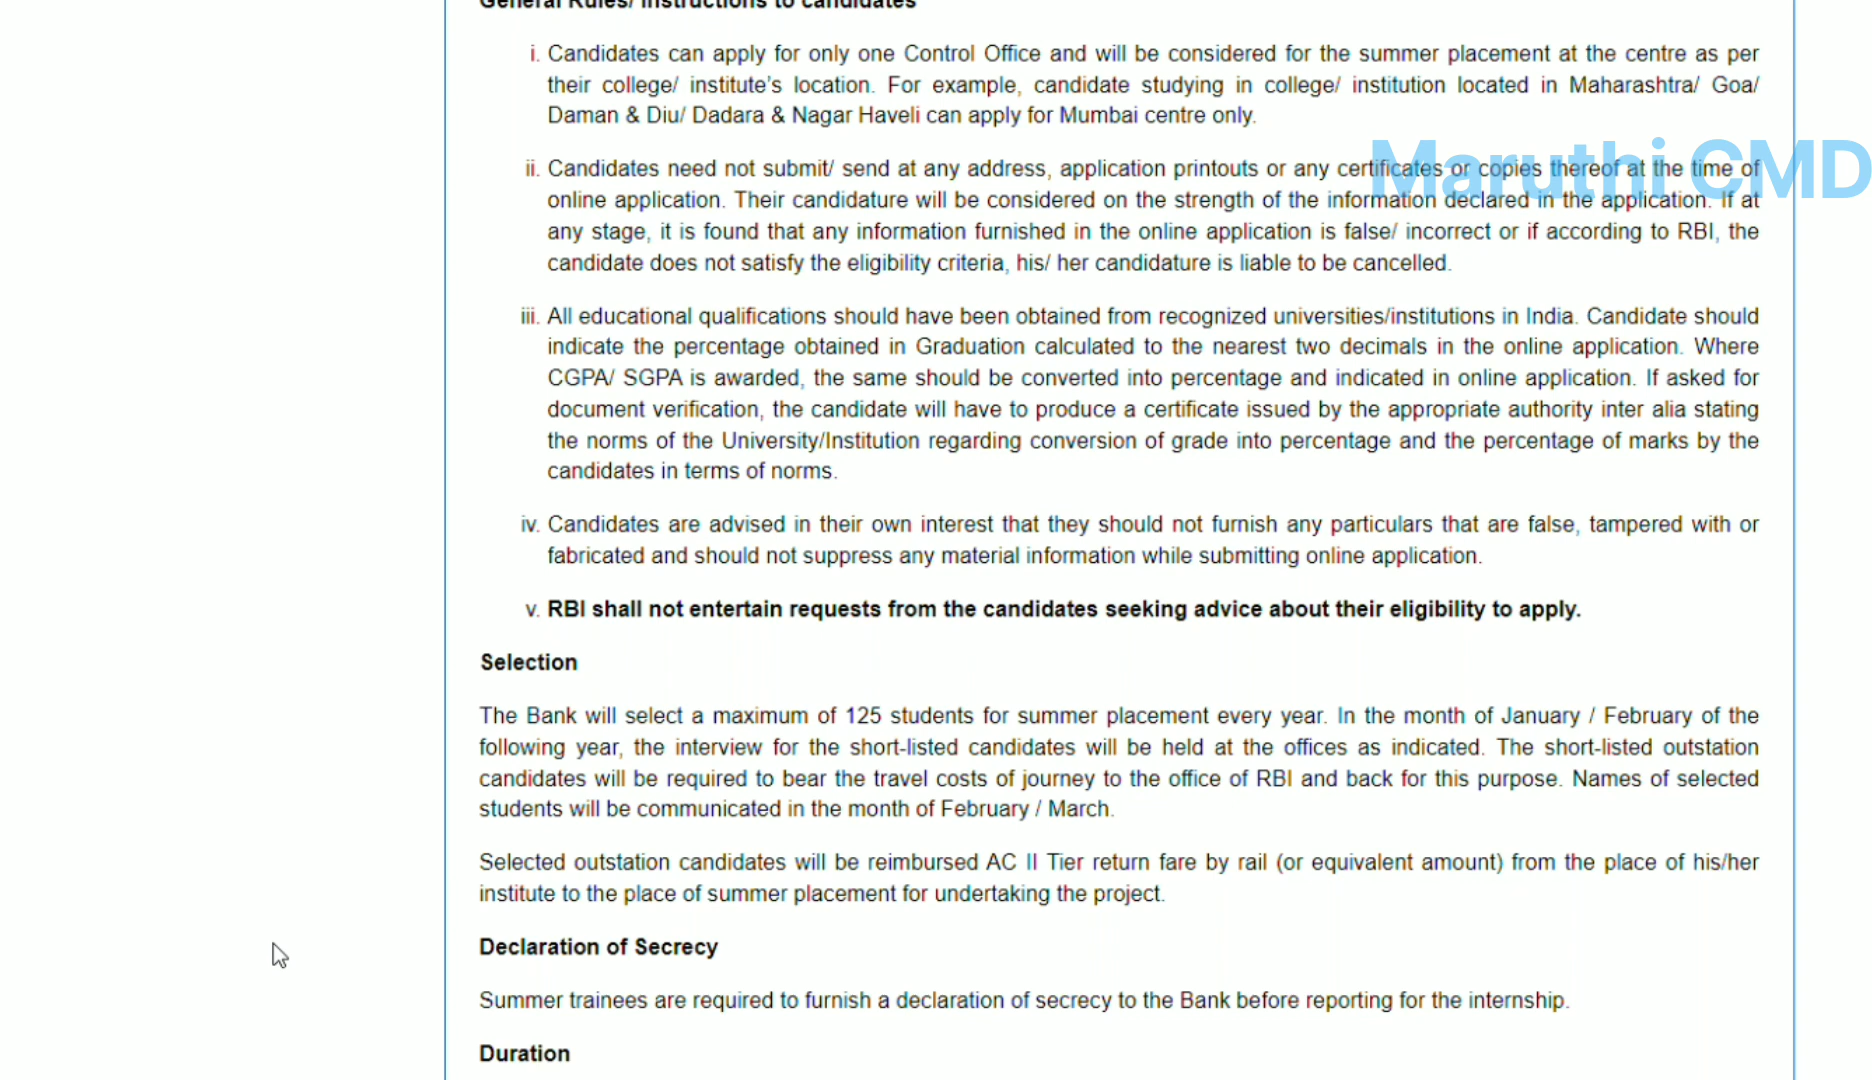 General Rules/ Instructions to candidates
i. Candidates can apply for only one Control Office and will be considered for the summer placement at the centre as per
their college/ institute's location. For example, candidate studying in college/ institution located in Maharashtra/ Goa/
Daman & Diu/ Dadara & Nagar Haveli can apply for Mumbai centre only.
Maruthi CMD
ii. Candidates need not submit/ send at any address, application printouts or any certificates or copies thereof at the time of
online application. Their candidature will be considered on the strength of the information declared in the application. If at
any stage, it is found that any information furnished in the online application is false/ incorrect or if according to RBI, the
candidate does not satisfy the eligibility criteria, his/ her candidature is liable to be cancelled.
iii. All educational qualifications should have been obtained from recognized universities/institutions in India. Candidate should
indicate the percentage obtained in Graduation calculated to the nearest two decimals in the online application. Where
CGPA/ SGPA is awarded, the same should be converted into percentage and indicated in online application. If asked for
document verification, the candidate will have to produce a certificate issued by the appropriate authority inter alia stating
the norms of the University/Institution regarding conversion of grade into percentage and the percentage of marks by the
candidates in terms of norms.
iv. Candidates are advised in their own interest that they should not furnish any particulars that are false, tampered with or
fabricated and should not suppress any material information while submitting online application.
v. RBI shall not entertain requests from the candidates seeking advice about their eligibility to apply.
Selection
The Bank will select a maximum of 125 students for summer placement every year. In the month of January / February of the
following year, the interview for the short-listed candidates will be held at the offices as indicated. The short-listed outstation
candidates will be required to bear the travel costs of journey to the office of RBI and back for this purpose. Names of selected
students will be communicated in the month of February / March.
Selected outstation candidates will be reimbursed AC II Tier return fare by rail (or equivalent amount) from the place of his/her
institute to the place of summer placement for undertaking the project.
Declaration of Secrecy
Summer trainees are required to furnish a declaration of secrecy to the Bank before reporting for the internship.
Duration